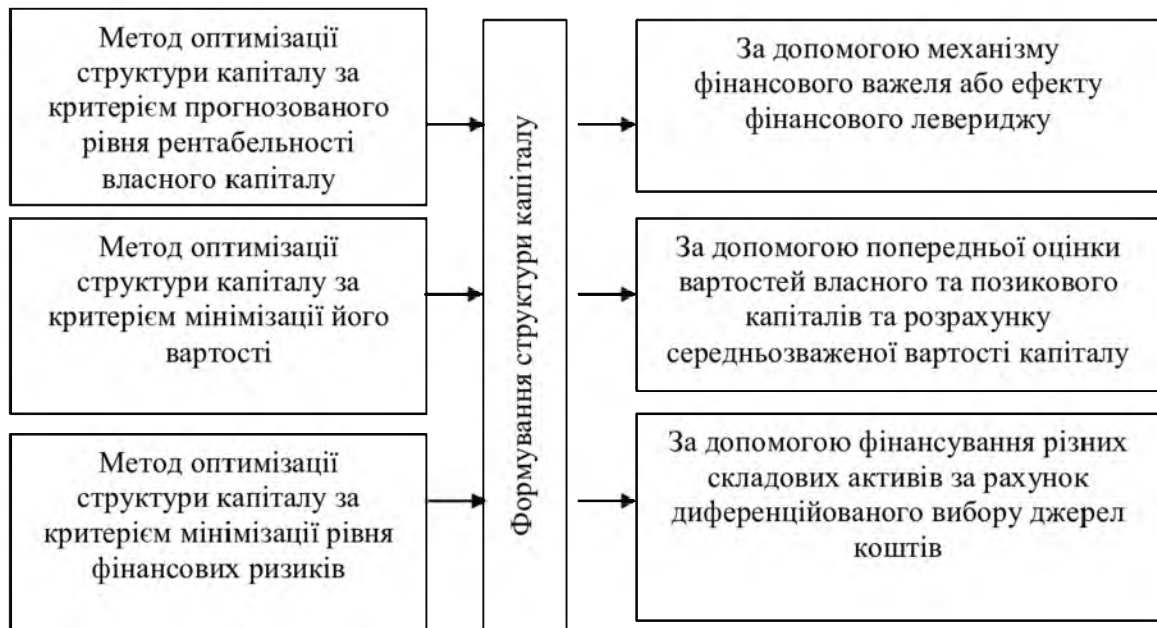 Метод оптимізації
структури капіталу за
критерієм прогнозованого
рівня рентабельності
власного капіталу
Метод оптимізації
структури капіталу за
критерієм мінімізації його
вартості
Метод оптимізації
структури капіталу за
критерієм мінімізації рівня
фінансових ризиків
Формування структури капіталу
За допомогою механізму
фінансового важеля або ефекту
фінансового левериджу
За допомогою попередньої оцінки
вартостей власного та позикового
капіталів та розрахунку
середньозваженої вартості капіталу
За допомогою фінансування різних
складових активів за рахунок
диференційованого вибору джерел
коштів